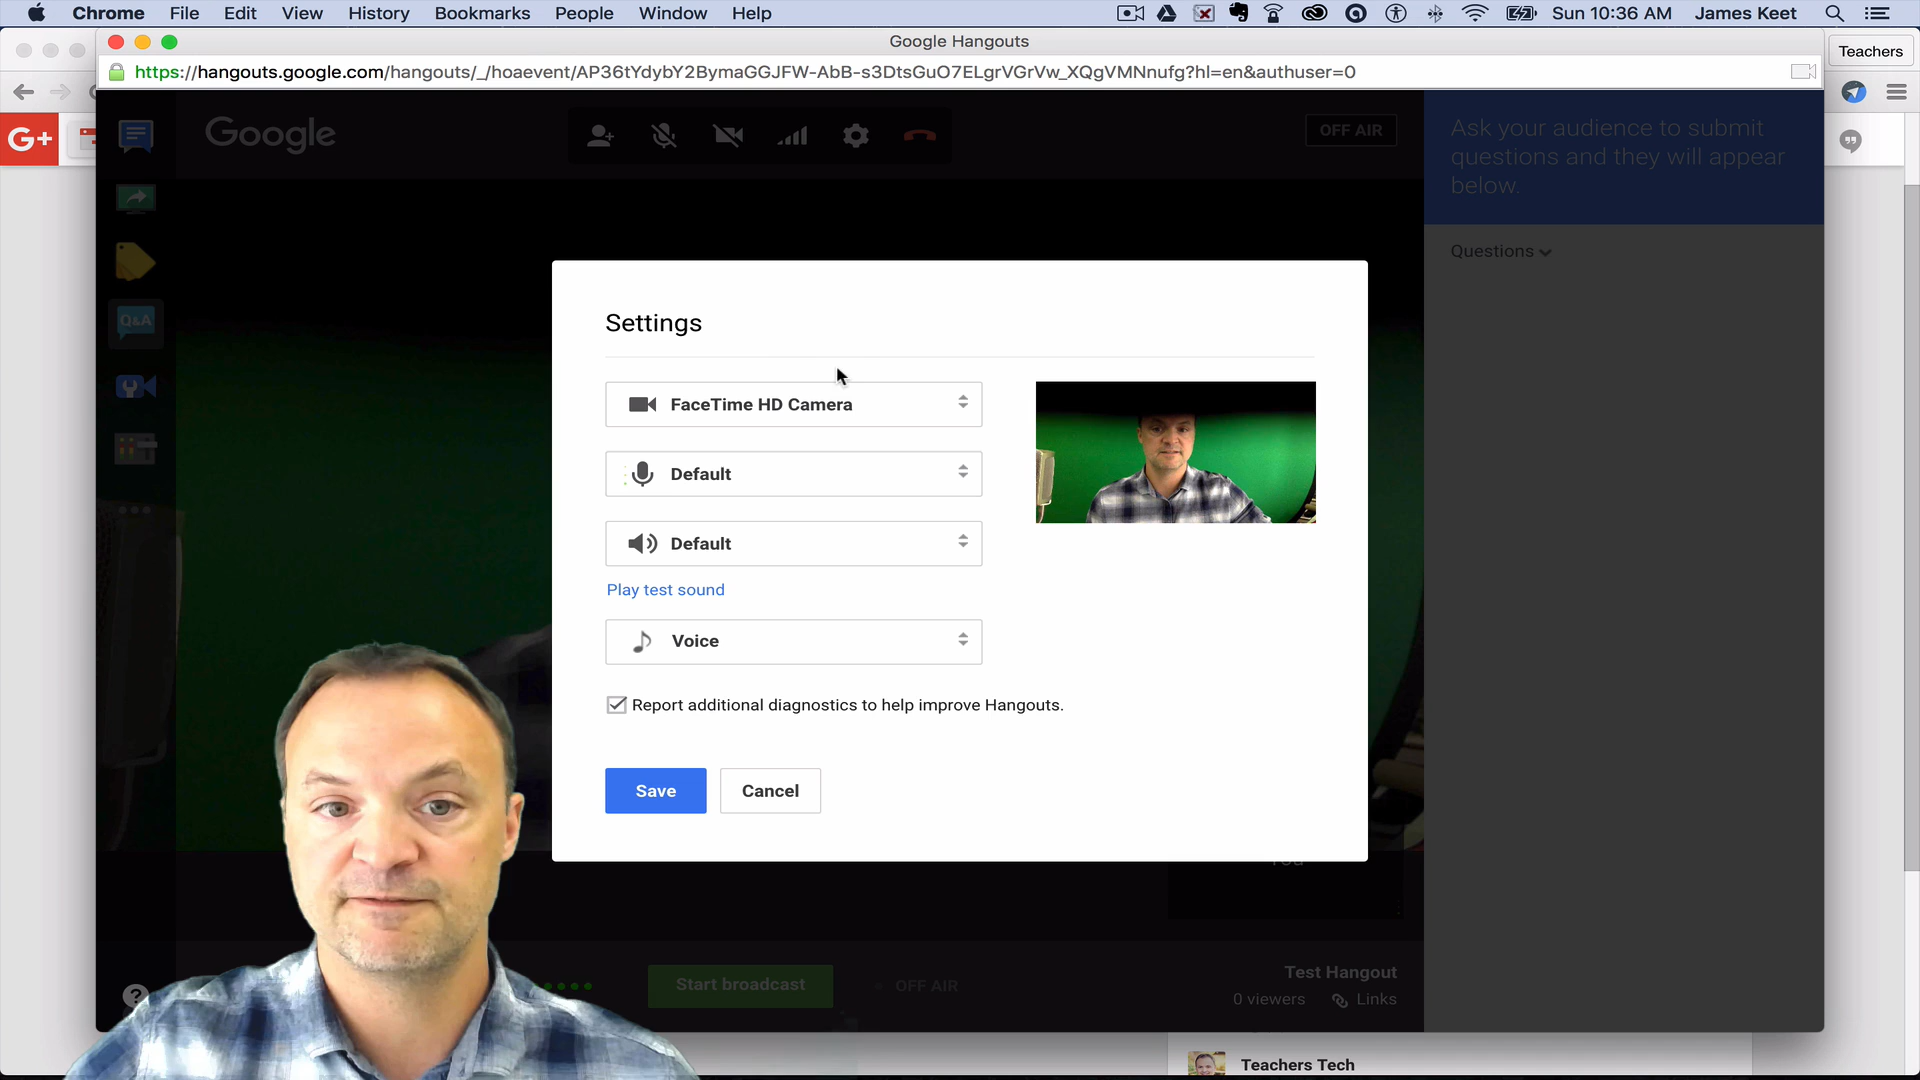 Chrome File Edit View History Bookmarks People Window Help Sun 10:36 AM James Keet
Google Hangouts
Teachers
https://hangouts.google.com/hangouts/_/hoaevent/AP36tYdybY2BymaGGJFW-AbB-s3DtsGuO7ELgrVGrVw_XQgVMNnufg?hl=en&authuser=0
G+
Google
OFF AIR
Ask your audience to submit
questions and they will appear
below.
Questions
Q&A
Settings
FaceTime HD Camera
Default
Default
Play test sound
Voice
Report additional diagnostics to help improve Hangouts.
Save Cancel
You
Start broadcast
OFF AIR
Test Hangout
0 viewers Links
?
Teachers Tech